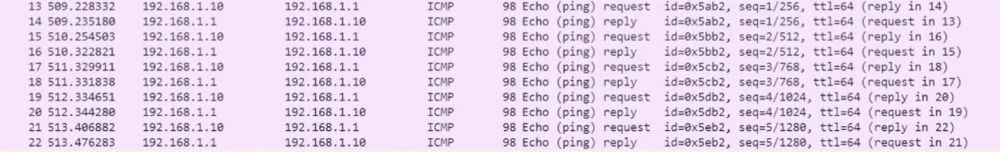 13 509.228332 192.168.1.10 192.168.1.1 ICMP 98 Echo (ping) request id=0x5ab2, seq=1/256, ttl=64 (reply in 14)
14 509.235180 192.168.1.1 192.168.1.10 ICMP 98 Echo (ping) reply id=0x5ab2, seq=1/256, ttl=64 (request in 13)
15 510.254503 192.168.1.10 192.168.1.1 ICMP 98 Echo (ping) request id=0x5bb2, seq=2/512, ttl=64 (reply in 16)
16 510.322821 192.168.1.1 192.168.1.10 ICMP 98 Echo (ping) reply id=0x5bb2, seq=2/512, ttl=64 (request in 15)
17 511.329911 192.168.1.10 192.168.1.1 ICMP 98 Echo (ping) request id=0x5cb2, seq=3/768, ttl=64 (reply in 18)
18 511.331838 192.168.1.1 192.168.1.10 ICMP 98 Echo (ping) reply id=0x5cb2, seq=3/768, ttl=64 (request in 17)
19 512.334651 192.168.1.10 192.168.1.1 ICMP 98 Echo (ping) request id=0x5db2, seq=4/1024, ttl=64 (reply in 20)
20 512.344280 192.168.1.1 192.168.1.10 ICMP 98 Echo (ping) reply id=0x5db2, seq=4/1024, ttl=64 (request in 19)
21 513.406882 192.168.1.10 192.168.1.1 ICMP 98 Echo (ping) request id=0x5eb2, seq=5/1280, ttl=64 (reply in 22)
22 513.476283 192.168.1.1 192.168.1.10 ICMP 98 Echo (ping) reply id=0x5eb2, seq=5/1280, ttl=64 (request in 21)